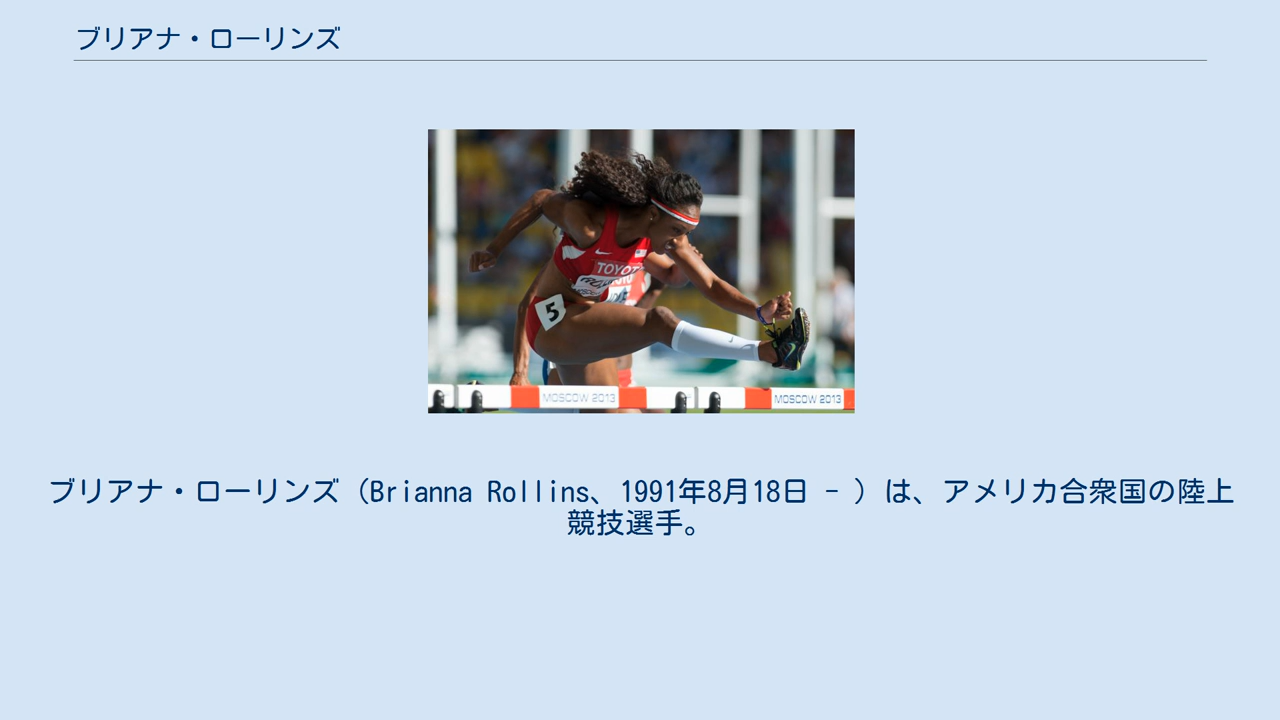 ブリアナ・ローリンズ
TOYOTA
5
MOSCOW 2013
MOSCOW 2013
ブリアナ・ローリンズ（Brianna Rollins、1991年8月18日 - ）は、アメリカ合衆国の陸上
競技選手。